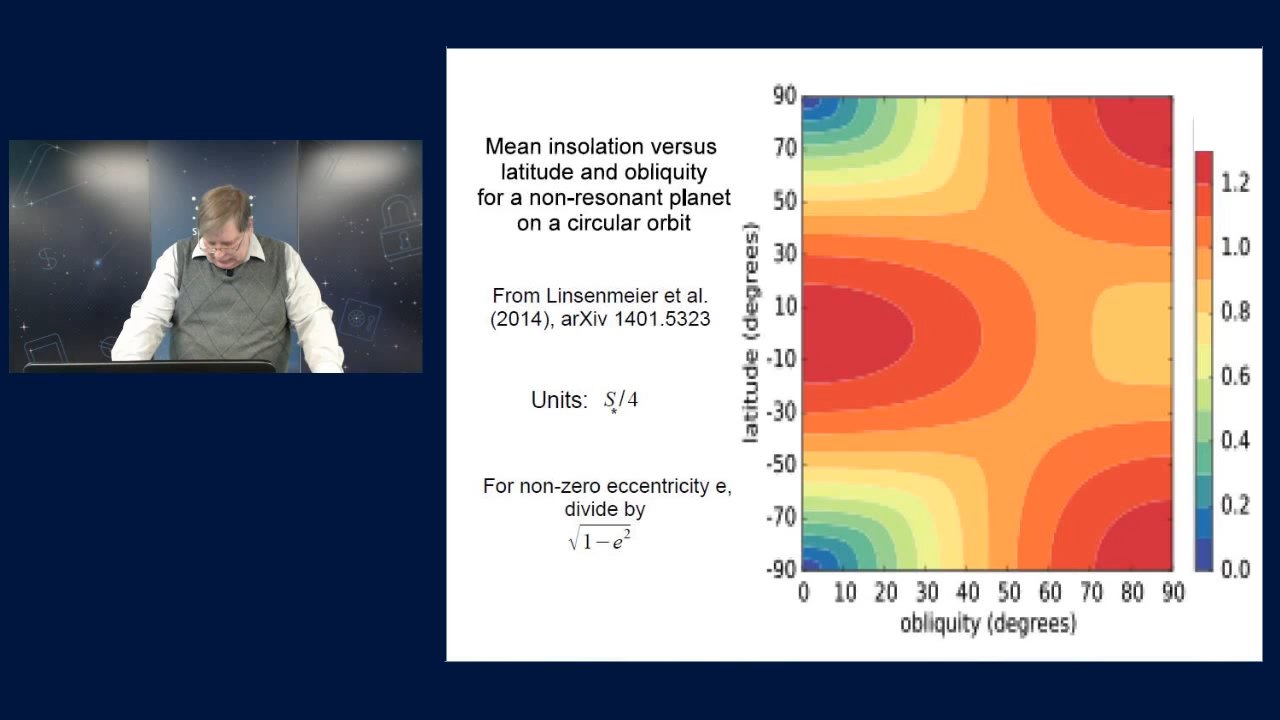 Mean insolation versus
latitude and obliquity
for a non-resonant planet
on a circular orbit
From Linsenmeier et al.
(2014), arXiv 1401.5323
Units: S*/4
For non-zero eccentricity e,
divide by
√1−e²
latitude (degrees)
90
70
50
30
10
-10
-30
-50
-70
-90
0 10 20 30 40 50 60 70 80 90
obliquity (degrees)
1.2
1.0
0.8
0.6
0.4
0.2
0.0